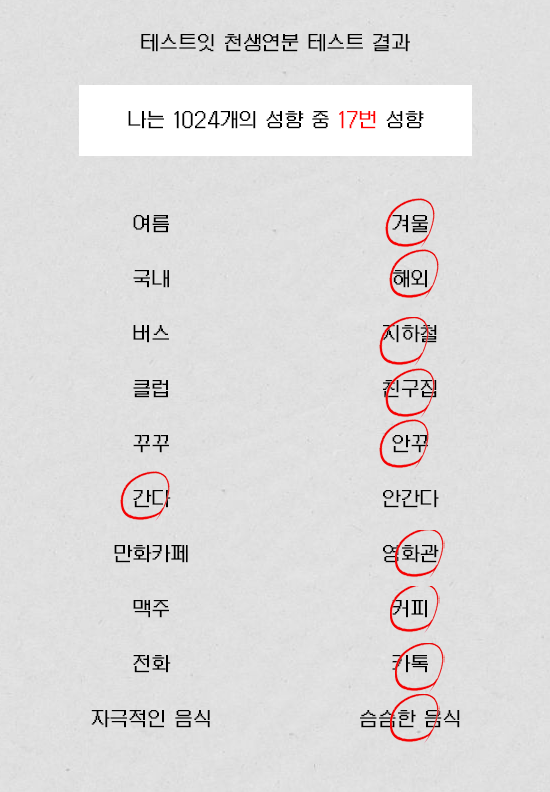 테스트잇 천생연분 테스트 결과
나는 1024개의 성향 중 17번 성향
여름 겨울
국내 해외
버스 지하철
클럽 친구집
꾸꾸 안꾸
간다 안간다
만화카페 영화관
맥주 커피
전화 카톡
자극적인 음식 슴슴한 음식